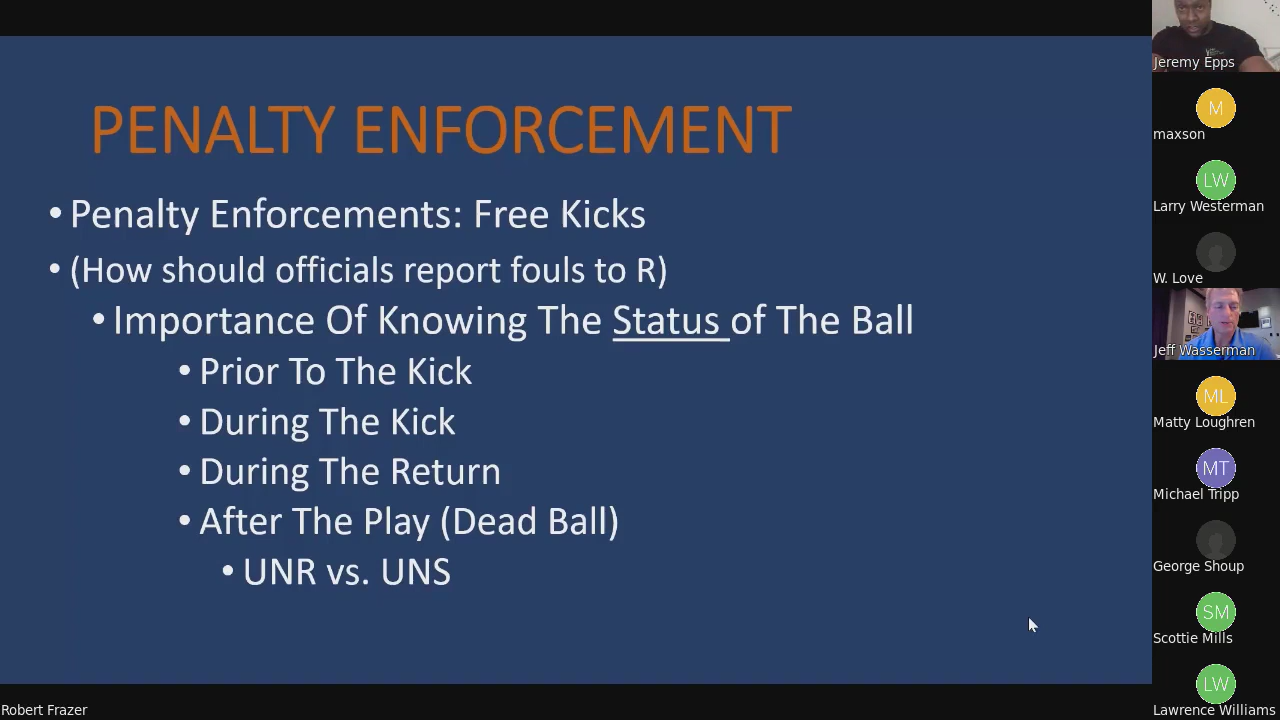 PENALTY ENFORCEMENT
• Penalty Enforcements: Free Kicks
• (How should officials report fouls to R)
• Importance Of Knowing The Status of The Ball
• Prior To The Kick
• During The Kick
• During The Return
• After The Play (Dead Ball)
• UNR vs. UNS
Robert Frazer
Jeremy Epps
M
maxson
LW
Larry Westerman
W. Love
Jeff Wasserman
ML
Matty Loughren
MT
Michael Tripp
George Shoup
SM
Scottie Mills
LW
Lawrence Williams